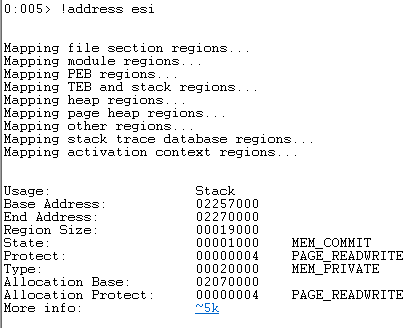 0:005> !address esi
Mapping file section regions...
Mapping module regions...
Mapping PEB regions...
Mapping TEB and stack regions...
Mapping heap regions...
Mapping page heap regions...
Mapping other regions...
Mapping stack trace database regions...
Mapping activation context regions...
Usage: Stack
Base Address: 02257000
End Address: 02270000
Region Size: 00019000
State: 00001000 MEM_COMMIT
Protect: 00000004 PAGE_READWRITE
Type: 00020000 MEM_PRIVATE
Allocation Base: 02070000
Allocation Protect: 00000004 PAGE_READWRITE
More info: ~5k